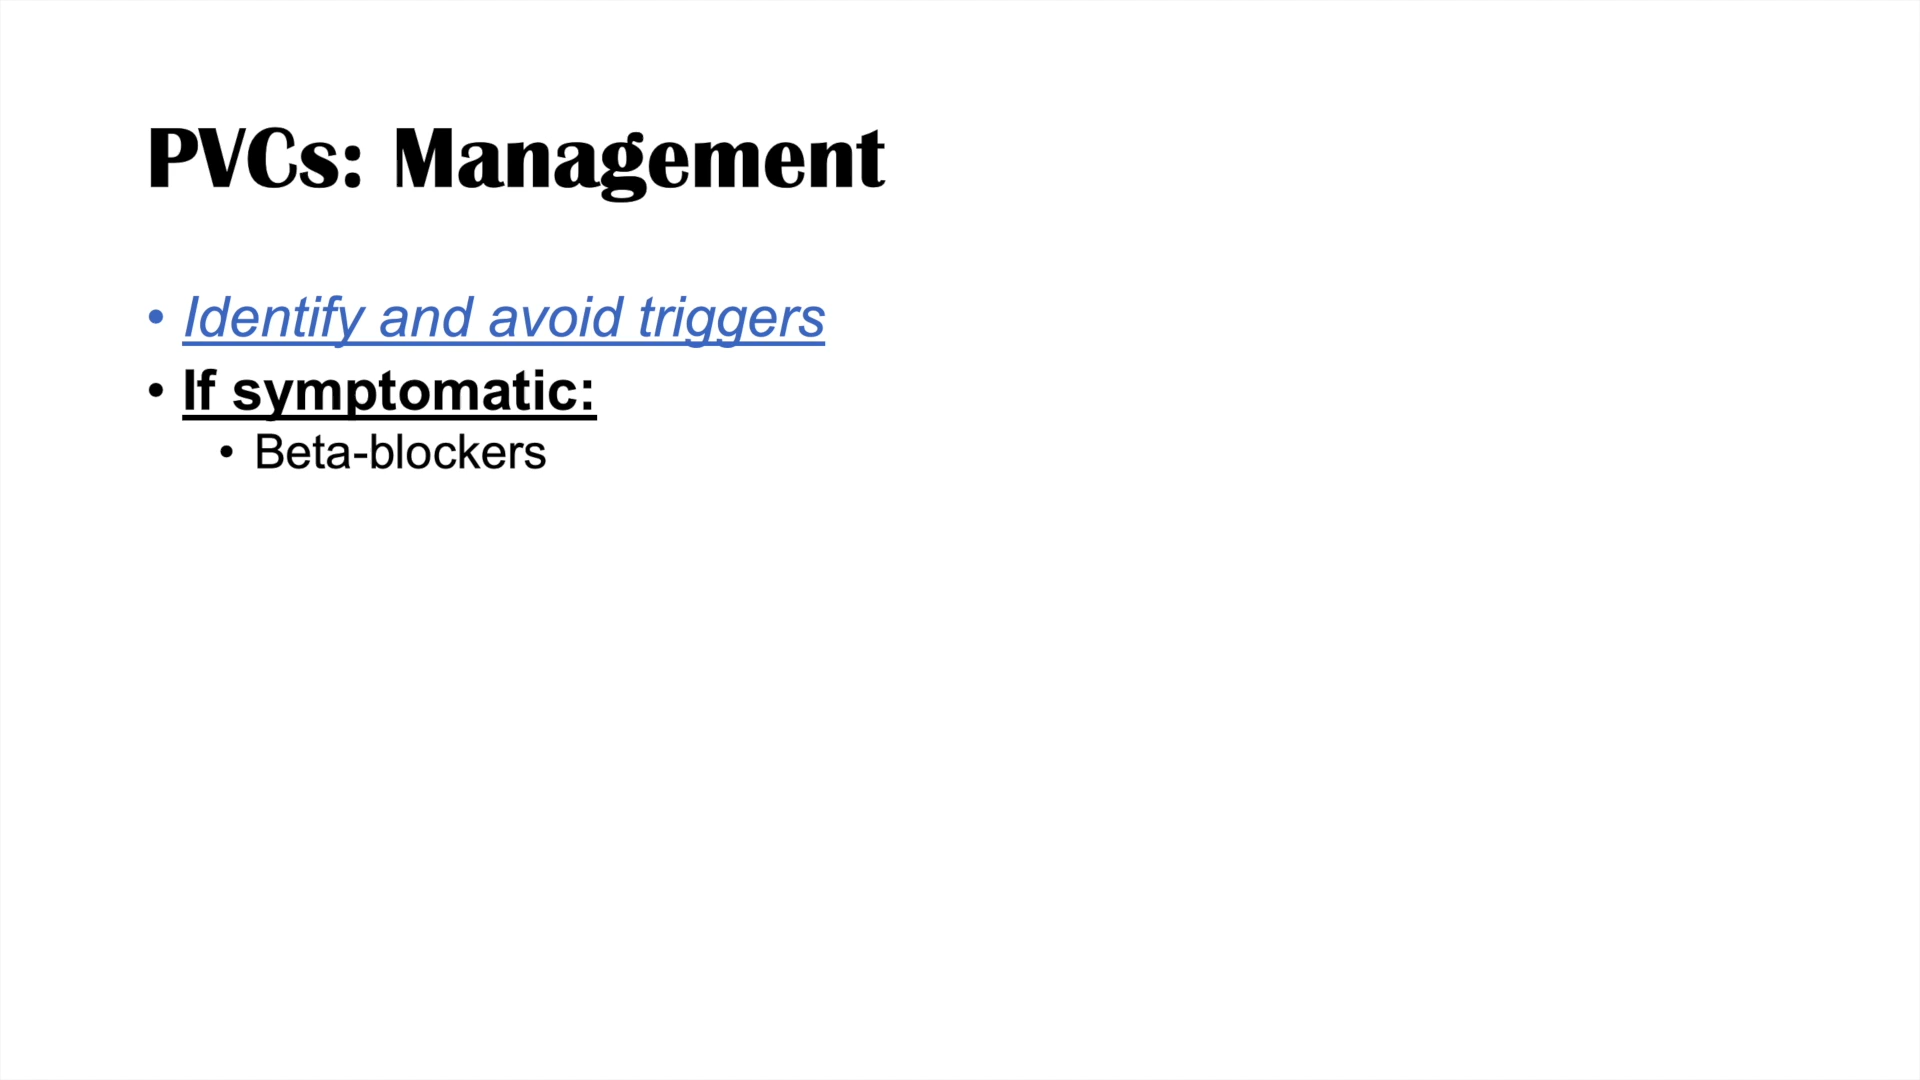 PVCs: Management
• Identify and avoid triggers
• If symptomatic:
• Beta-blockers